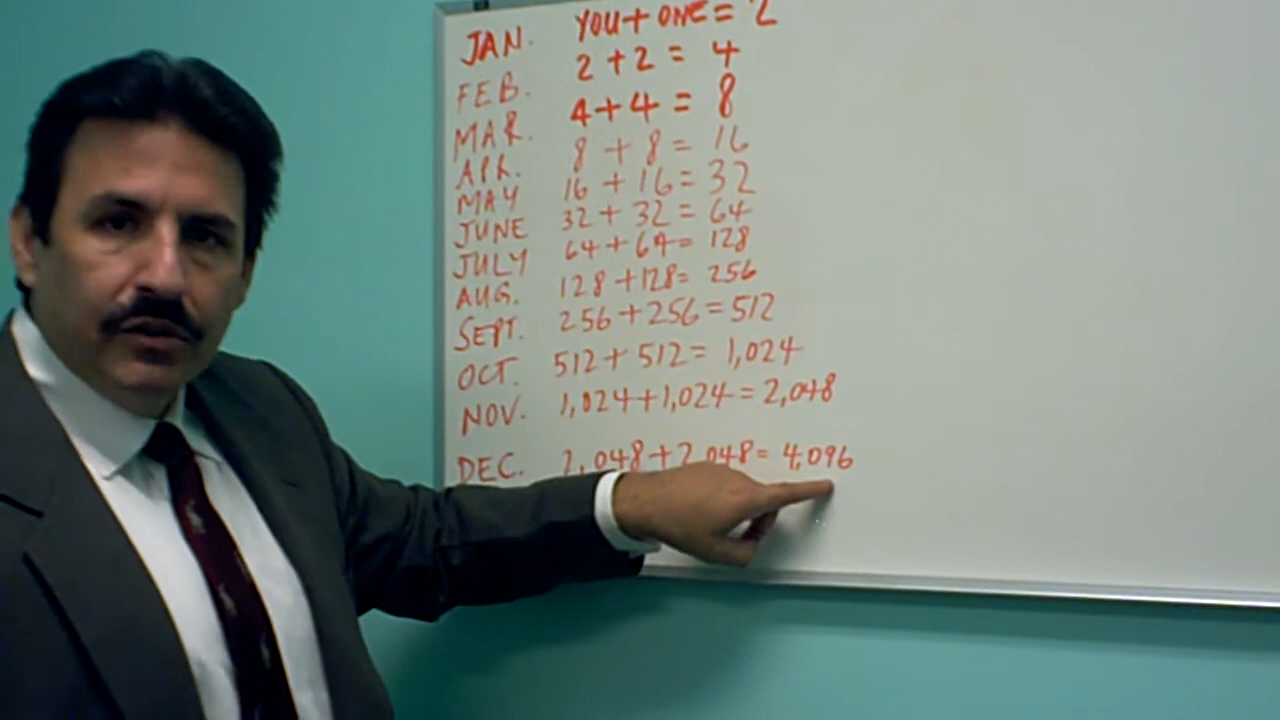 JAN. YOU + ONE = 2
FEB. 2 + 2 = 4
MAR. 4 + 4 = 8
APR. 8 + 8 = 16
MAY 16 + 16 = 32
JUNE 32 + 32 = 64
JULY 64 + 64 = 128
AUG. 128 + 128 = 256
SEPT. 256 + 256 = 512
OCT. 512 + 512 = 1,024
NOV. 1,024 + 1,024 = 2,048
DEC. 2,048 + 2,048 = 4,096